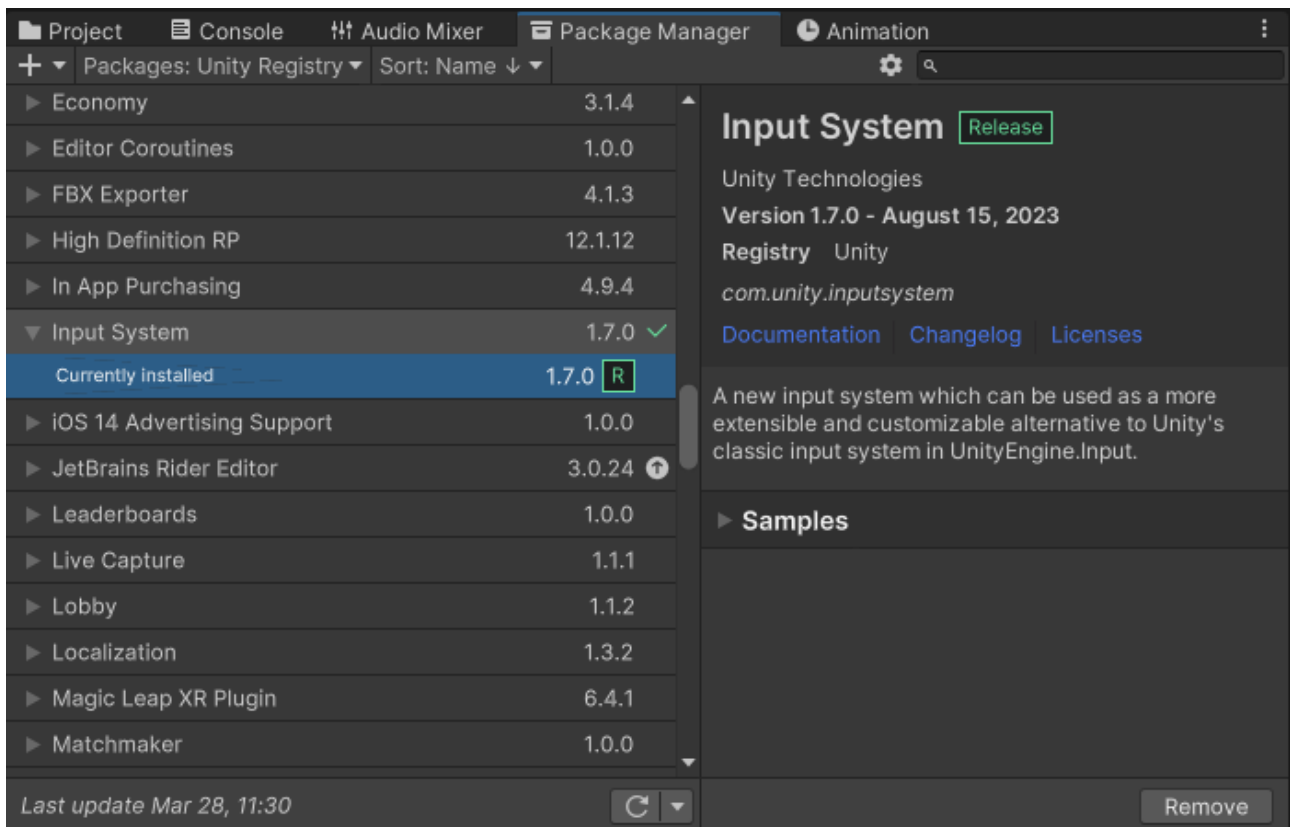 Project Console Audio Mixer Package Manager Animation
Packages: Unity Registry Sort: Name ↓
Economy 3.1.4
Editor Coroutines 1.0.0
FBX Exporter 4.1.3
High Definition RP 12.1.12
In App Purchasing 4.9.4
Input System 1.7.0
Currently installed 1.7.0 R
iOS 14 Advertising Support 1.0.0
JetBrains Rider Editor 3.0.24
Leaderboards 1.0.0
Live Capture 1.1.1
Lobby 1.1.2
Localization 1.3.2
Magic Leap XR Plugin 6.4.1
Matchmaker 1.0.0
Last update Mar 28, 11:30
Input System Release
Unity Technologies
Version 1.7.0 - August 15, 2023
Registry Unity
com.unity.inputsystem
Documentation Changelog Licenses
A new input system which can be used as a more
extensible and customizable alternative to Unity's
classic input system in UnityEngine.Input.
Samples
Remove